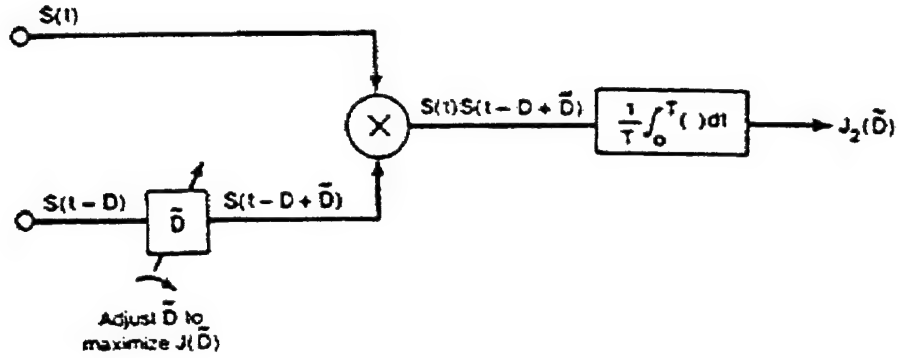 S(t)
S(t)S(t − D + D̃)
1/T ∫₀ᵀ ( )dt
J₂(D̃)
S(t − D)
D̃
S(t − D + D̃)
Adjust D̃ to
maximize J(D̃)